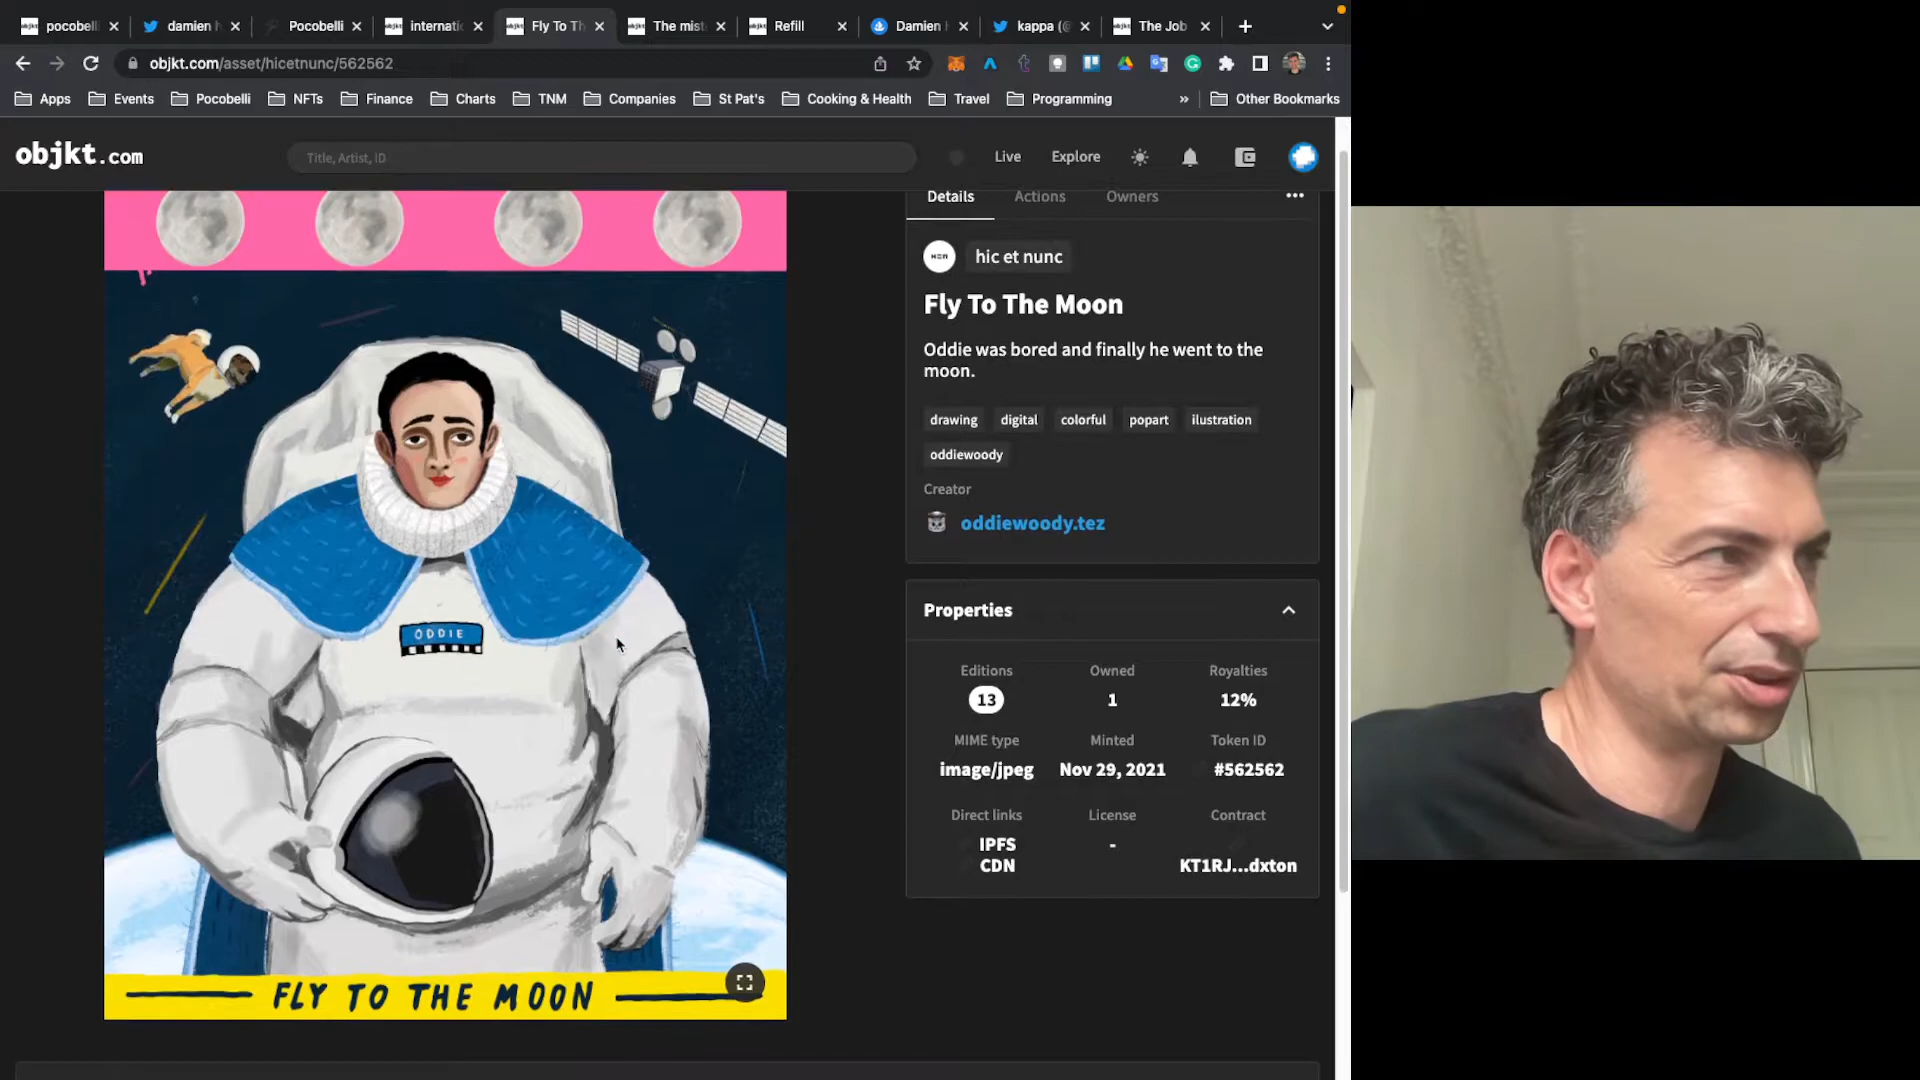 pocobelli
damien h
Pocobelli
internatio
Fly To Th
The mist
Refill
Damien H
kappa (@
The Job
objkt.com/asset/hicetnunc/562562
Apps Events Pocobelli NFTs Finance Charts TNM Companies St Pat's Cooking & Health Travel Programming » Other Bookmarks
objkt.com
Title, Artist, ID
Live Explore
Details Actions Owners
HEN hic et nunc
Fly To The Moon
Oddie was bored and finally he went to the
moon.
drawing digital colorful popart ilustration
oddiewoody
Creator
oddiewoody.tez
Properties
Editions Owned Royalties
13 1 12%
MIME type Minted Token ID
image/jpeg Nov 29, 2021 #562562
Direct links License Contract
IPFS - KT1RJ...dxton
CDN
ODDIE
FLY TO THE MOON